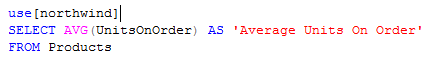 use[northwind]
SELECT AVG(UnitsOnOrder) AS 'Average Units On Order'
FROM Products